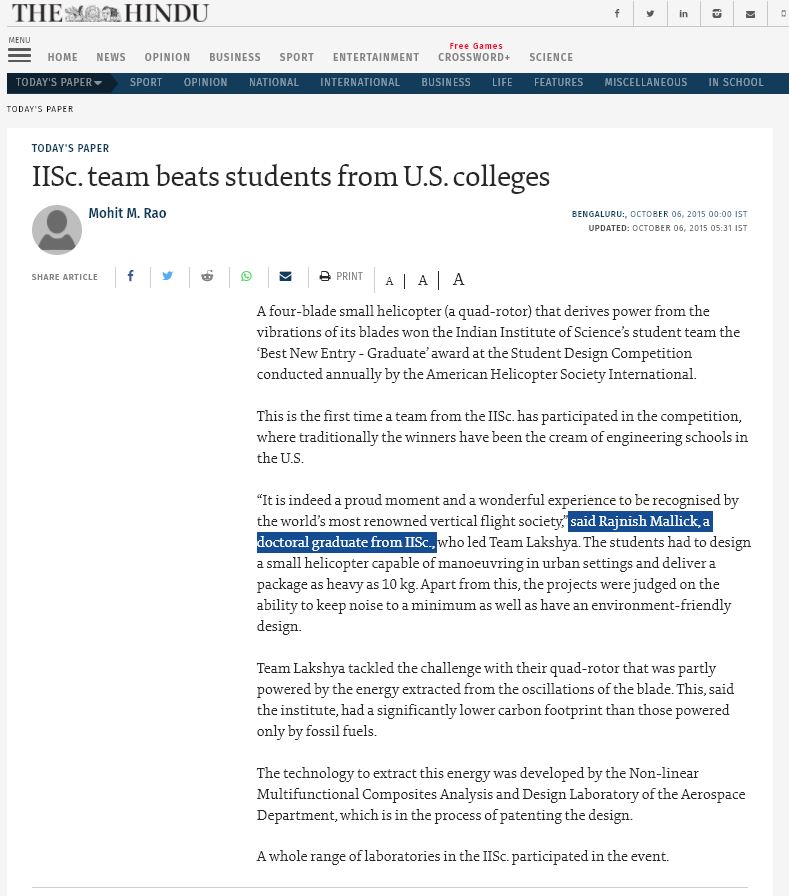 THE HINDU
MENU
Free Games
HOME NEWS OPINION BUSINESS SPORT ENTERTAINMENT CROSSWORD+ SCIENCE
TODAY'S PAPER SPORT OPINION NATIONAL INTERNATIONAL BUSINESS LIFE FEATURES MISCELLANEOUS IN SCHOOL
TODAY'S PAPER
TODAY'S PAPER
IISc. team beats students from U.S. colleges
Mohit M. Rao
BENGALURU:, OCTOBER 06, 2015 00:00 IST
UPDATED: OCTOBER 06, 2015 05:31 IST
SHARE ARTICLE PRINT A A A
A four-blade small helicopter (a quad-rotor) that derives power from the
vibrations of its blades won the Indian Institute of Science’s student team the
‘Best New Entry - Graduate’ award at the Student Design Competition
conducted annually by the American Helicopter Society International.
This is the first time a team from the IISc. has participated in the competition,
where traditionally the winners have been the cream of engineering schools in
the U.S.
“It is indeed a proud moment and a wonderful experience to be recognised by
the world’s most renowned vertical flight society,” said Rajnish Mallick, a
doctoral graduate from IISc., who led Team Lakshya. The students had to design
a small helicopter capable of manoeuvring in urban settings and deliver a
package as heavy as 10 kg. Apart from this, the projects were judged on the
ability to keep noise to a minimum as well as have an environment-friendly
design.
Team Lakshya tackled the challenge with their quad-rotor that was partly
powered by the energy extracted from the oscillations of the blade. This, said
the institute, had a significantly lower carbon footprint than those powered
only by fossil fuels.
The technology to extract this energy was developed by the Non-linear
Multifunctional Composites Analysis and Design Laboratory of the Aerospace
Department, which is in the process of patenting the design.
A whole range of laboratories in the IISc. participated in the event.